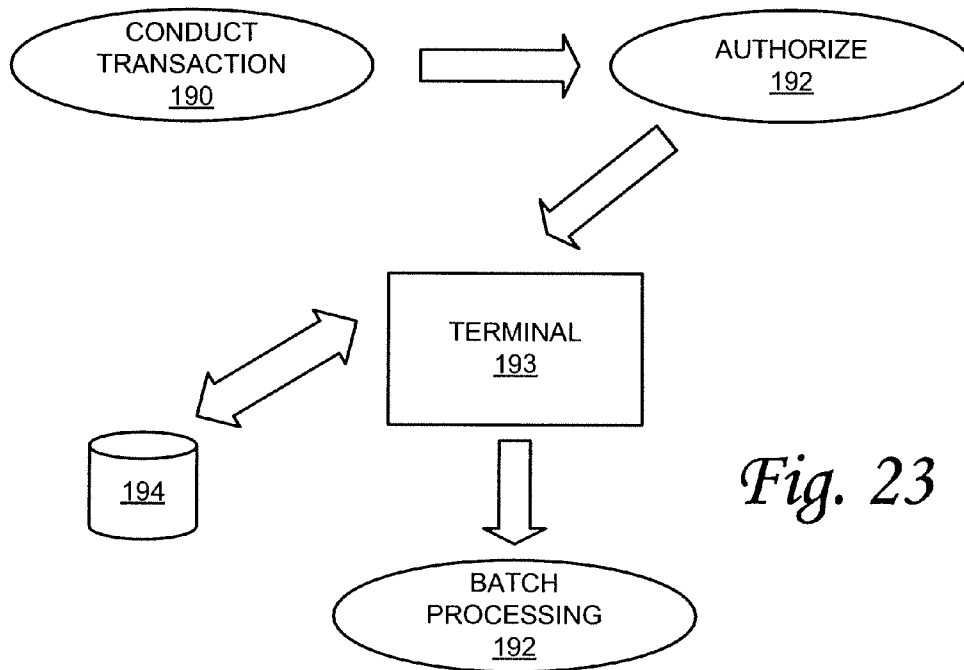 CONDUCT
TRANSACTION
190
AUTHORIZE
192
TERMINAL
193
194
Fig. 23
BATCH
PROCESSING
192